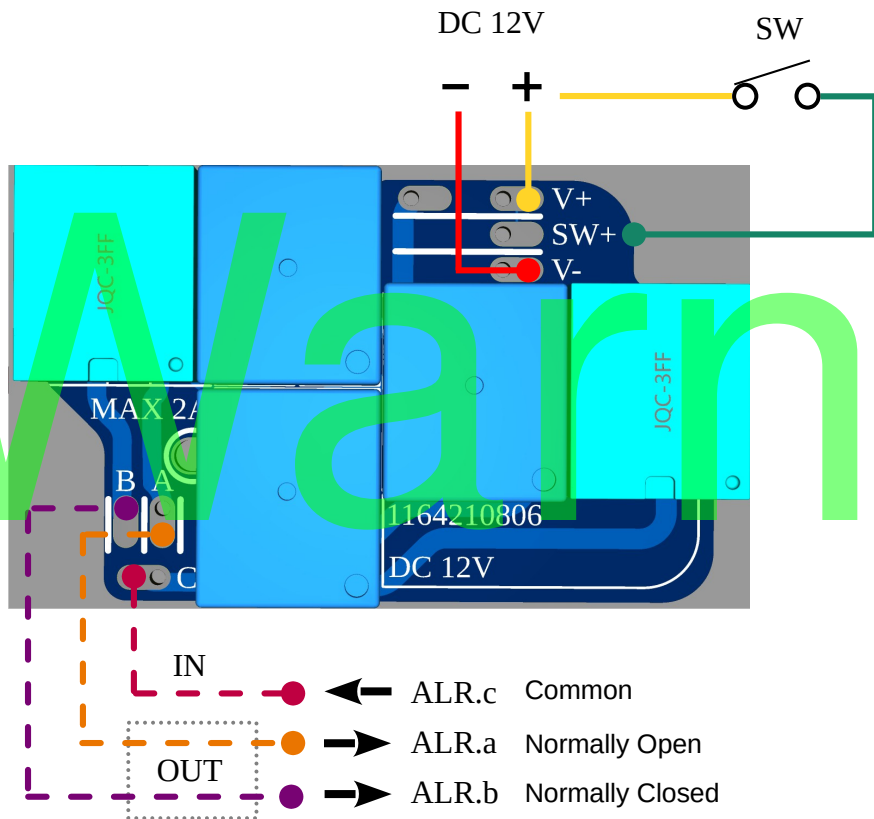 DC 12V
SW
− +
V+
SW+
V-
JQC-3FF
JQC-3FF
Warn
MAX 2A
B A
1164210806
DC 12V
C
IN
ALR.c Common
ALR.a Normally Open
OUT
ALR.b Normally Closed